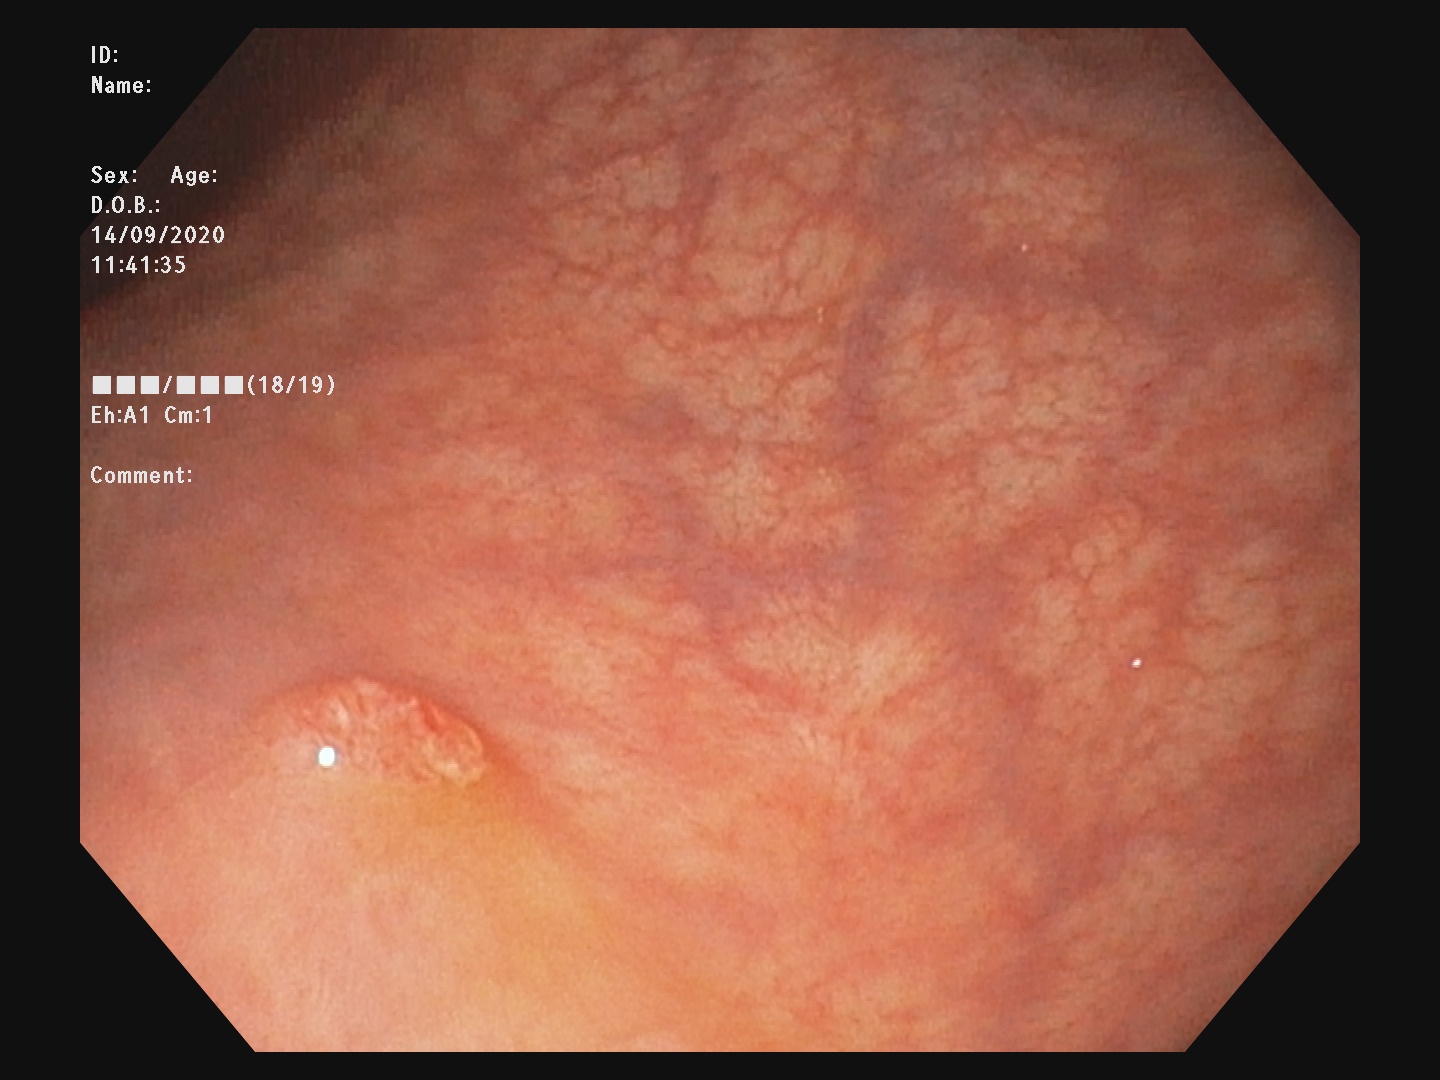 ID:
Name:
Sex: Age:
D.O.B.:
14/09/2020
11:41:35
■■■/■■■(18/19)
Eh:A1 Cm:1
Comment: